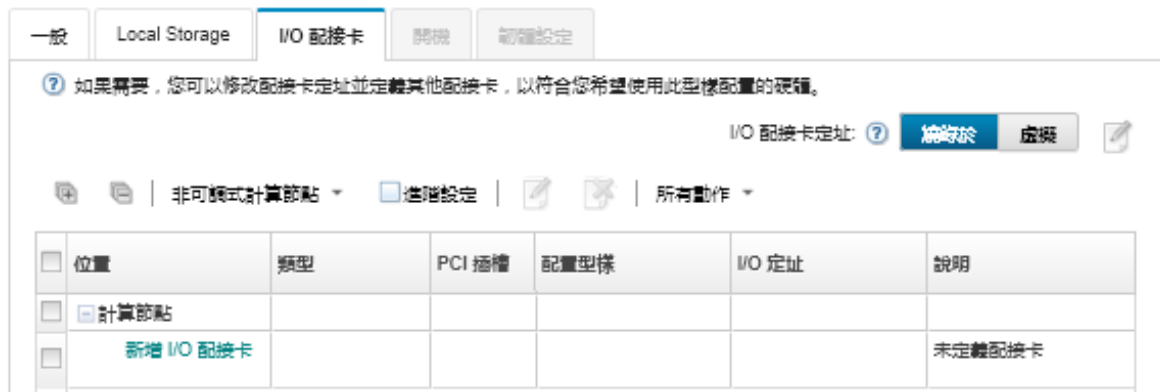 一般 Local Storage I/O 配接卡 開機 韌體設定
如果需要，您可以修改配接卡定址並定義其他配接卡，以符合您希望使用此型樣配置的硬體。
I/O 配接卡定址: 燒錄於 虛擬
非可調式計算節點 進階設定 所有動作
位置 類型 PCI 插槽 配置型樣 I/O 定址 說明
計算節點
新增 I/O 配接卡 未定義配接卡